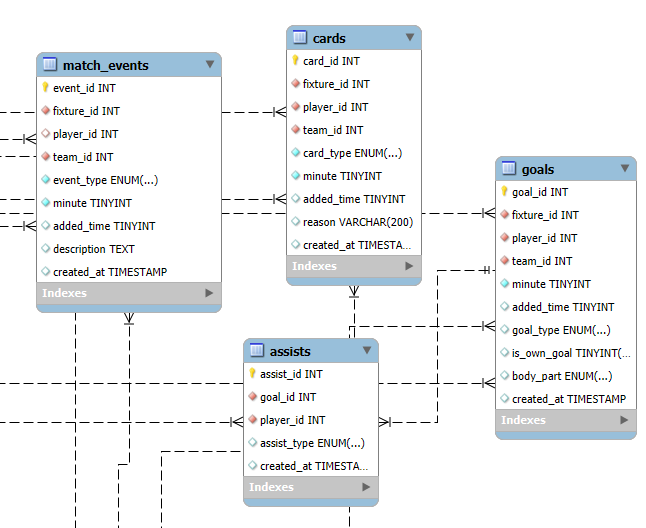 match_events
event_id INT
fixture_id INT
player_id INT
team_id INT
event_type ENUM(...)
minute TINYINT
added_time TINYINT
description TEXT
created_at TIMESTAMP
Indexes
cards
card_id INT
fixture_id INT
player_id INT
team_id INT
card_type ENUM(...)
minute TINYINT
added_time TINYINT
reason VARCHAR(200)
created_at TIMESTA...
Indexes
goals
goal_id INT
fixture_id INT
player_id INT
team_id INT
minute TINYINT
added_time TINYINT
goal_type ENUM(...)
is_own_goal TINYINT(...
body_part ENUM(...)
created_at TIMESTAMP
Indexes
assists
assist_id INT
goal_id INT
player_id INT
assist_type ENUM(...)
created_at TIMESTA...
Indexes